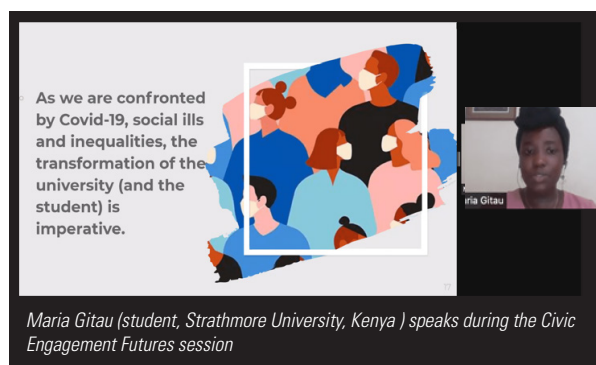 As we are confronted
by Covid-19, social ills
and inequalities, the
transformation of the
university (and the
student) is
imperative.
aria Gitau
Maria Gitau (student, Strathmore University, Kenya ) speaks during the Civic
Engagement Futures session